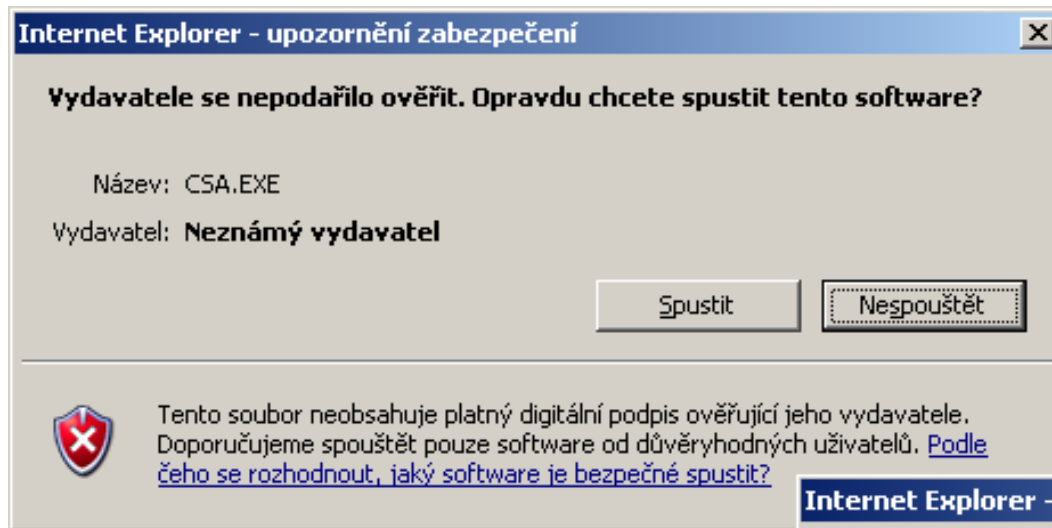 Internet Explorer - upozornění zabezpečení
Vydavatele se nepodařilo ověřit. Opravdu chcete spustit tento software?
Název: CSA.EXE
Vydavatel: Neznámý vydavatel
Spustit Nespouštět
Tento soubor neobsahuje platný digitální podpis ověřující jeho vydavatele.
Doporučujeme spouštět pouze software od důvěryhodných uživatelů. Podle
čeho se rozhodnout, jaký software je bezpečné spustit?
Internet Explorer -